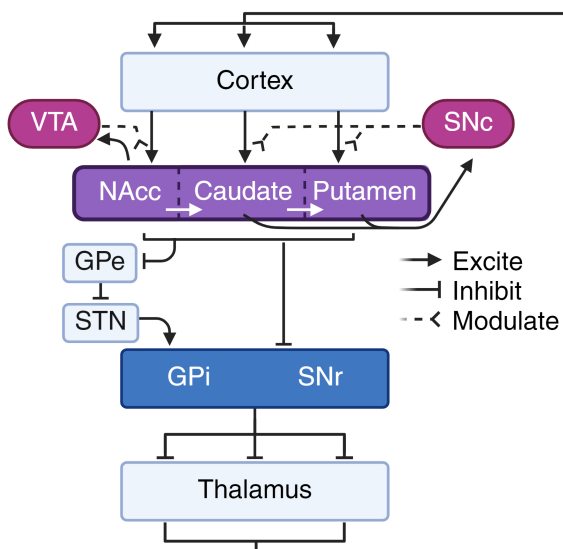 Cortex
VTA
SNc
NAcc Caudate Putamen
GPe
Excite
Inhibit
STN
Modulate
GPi SNr
Thalamus